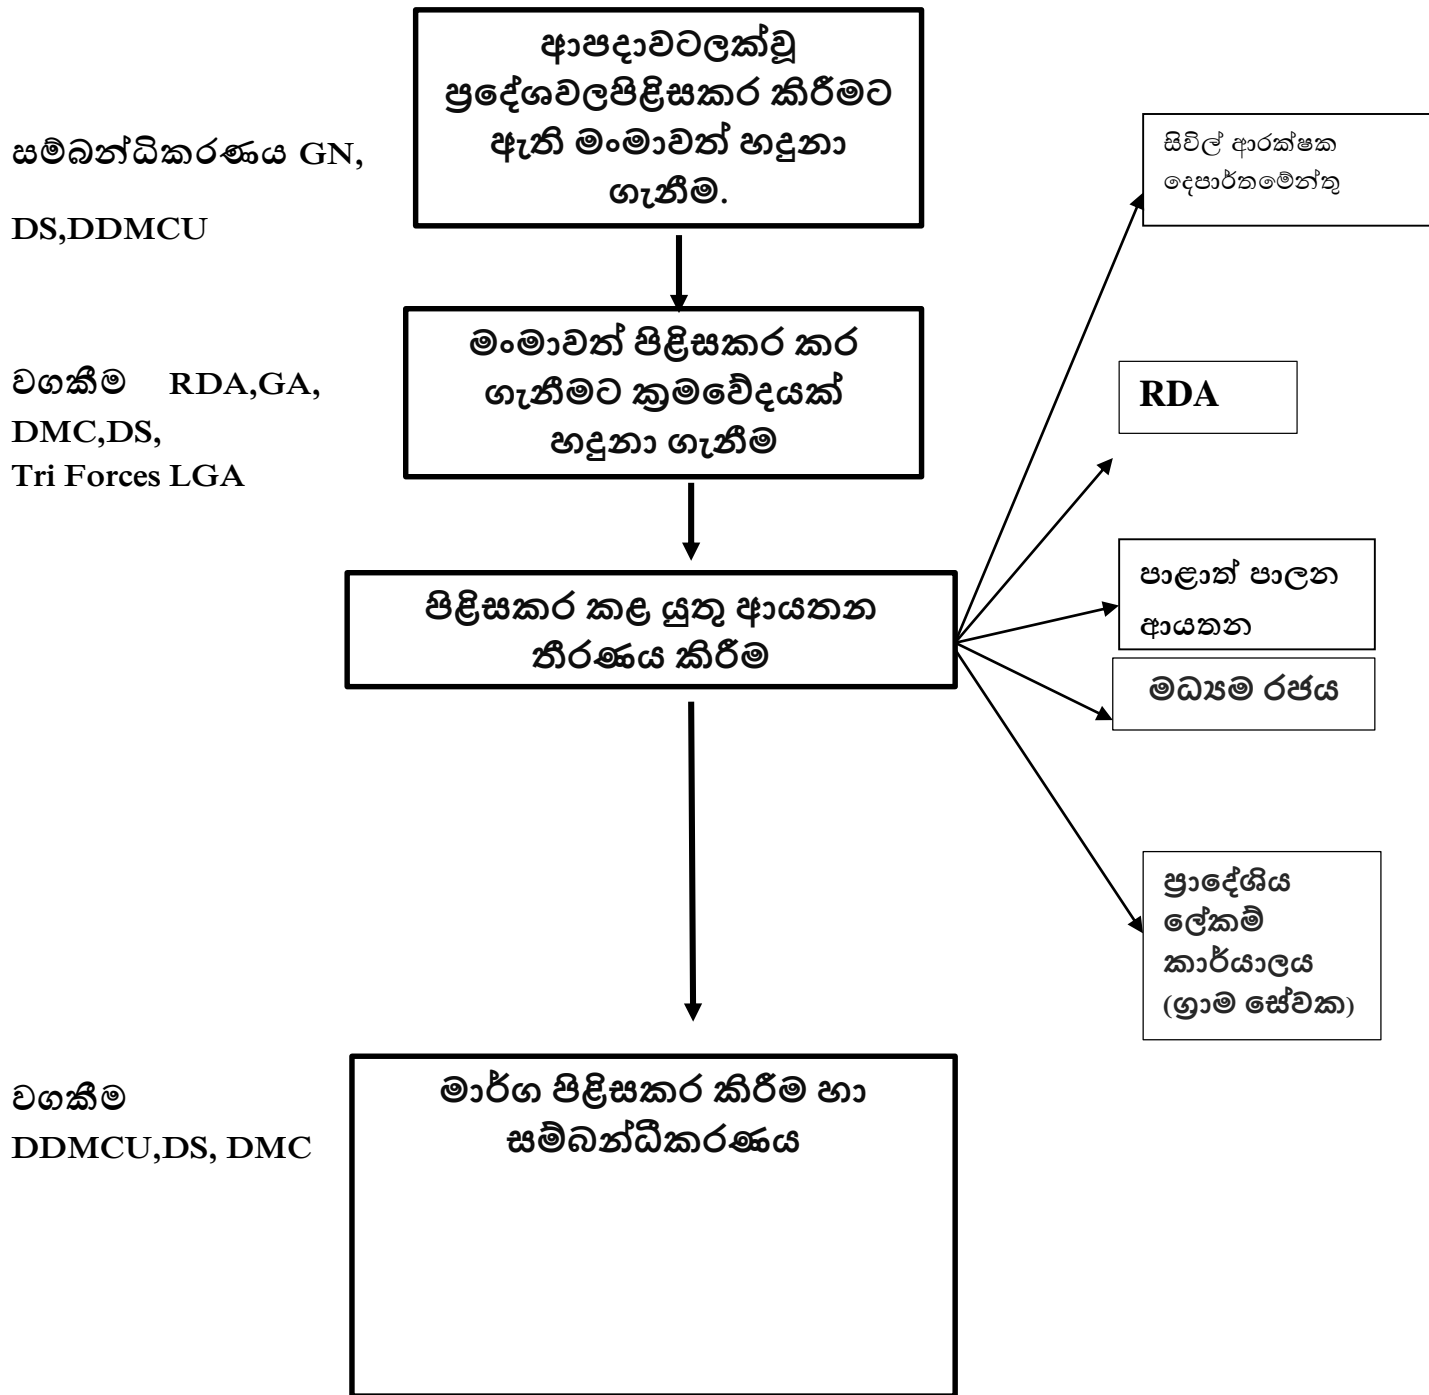 ආපදාවටලක්වූ
ප්‍රදේශවලපිළිසකර කිරීමට
ඇති මංමාවත් හදුනා
ගැනීම.
සම්බන්ධිකරණය GN,
DS,DDMCU
සිවිල් ආරක්ෂක
දෙපාර්තමේන්තු
මංමාවත් පිළිසකර කර
ගැනීමට ක්‍රමවේදයක්
හදුනා ගැනීම
වගකීම RDA,GA,
DMC,DS,
Tri Forces LGA
RDA
පිළිසකර කළ යුතු ආයතන
තීරණය කිරීම
පාළාත් පාලන
ආයතන
මධ්‍යම රජය
ප්‍රාදේශිය
ලේකම්
කාර්යාලය
(ග්‍රාම සේවක)
මාර්ග පිළිසකර කිරීම හා
සම්බන්ධීකරණය
වගකීම
DDMCU,DS, DMC